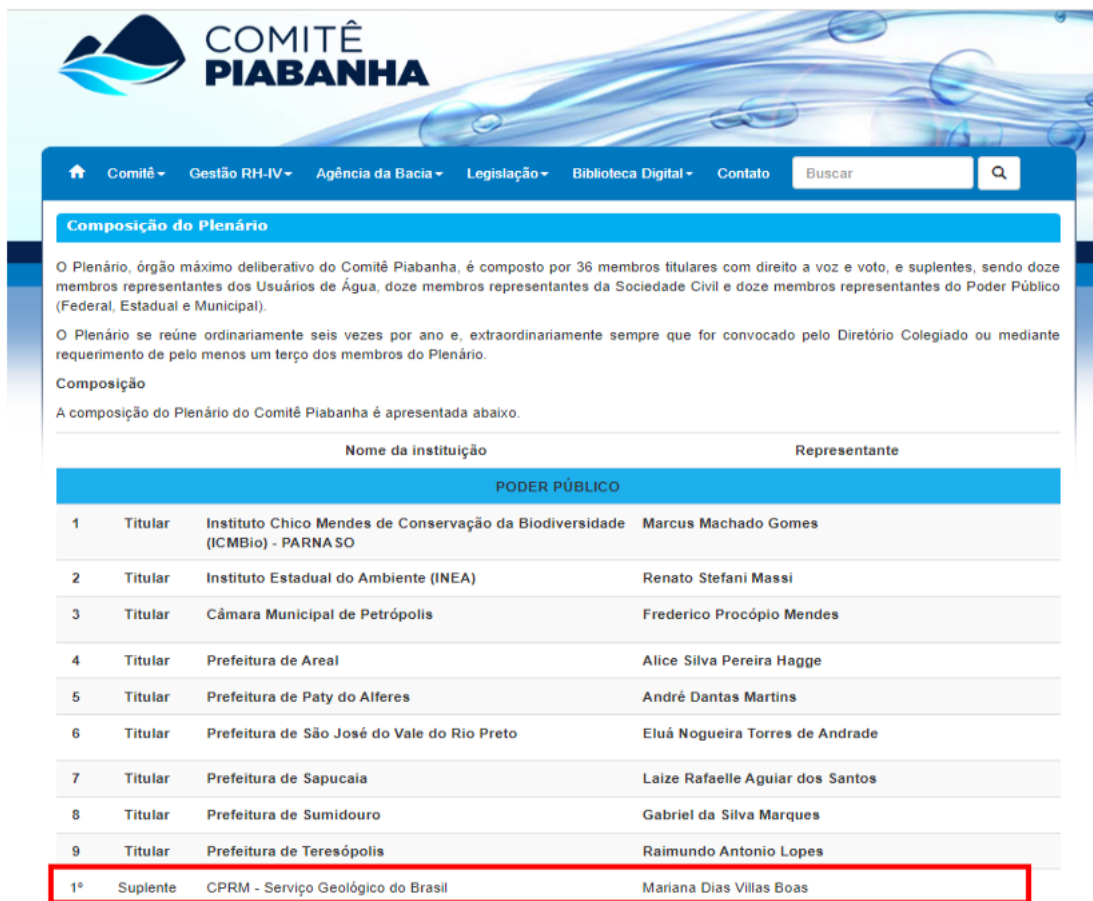 COMITÊ
PIABANHA
Comitê Gestão RH-IV Agência da Bacia Legislação Biblioteca Digital Contato Buscar
Composição do Plenário
O Plenário, órgão máximo deliberativo do Comitê Piabanha, é composto por 36 membros titulares com direito a voz e voto, e suplentes, sendo doze
membros representantes dos Usuários de Água, doze membros representantes da Sociedade Civil e doze membros representantes do Poder Público
(Federal, Estadual e Municipal).
O Plenário se reúne ordinariamente seis vezes por ano e, extraordinariamente sempre que for convocado pelo Diretório Colegiado ou mediante
requerimento de pelo menos um terço dos membros do Plenário.
Composição
A composição do Plenário do Comitê Piabanha é apresentada abaixo.
Nome da instituição Representante
PODER PÚBLICO
1 Titular Instituto Chico Mendes de Conservação da Biodiversidade Marcus Machado Gomes
(ICMBio) - PARNASO
2 Titular Instituto Estadual do Ambiente (INEA) Renato Stefani Massi
3 Titular Câmara Municipal de Petrópolis Frederico Procópio Mendes
4 Titular Prefeitura de Areal Alice Silva Pereira Hagge
5 Titular Prefeitura de Paty do Alferes André Dantas Martins
6 Titular Prefeitura de São José do Vale do Rio Preto Eluá Nogueira Torres de Andrade
7 Titular Prefeitura de Sapucaia Laize Rafaelle Aguiar dos Santos
8 Titular Prefeitura de Sumidouro Gabriel da Silva Marques
9 Titular Prefeitura de Teresópolis Raimundo Antonio Lopes
1º Suplente CPRM - Serviço Geológico do Brasil Mariana Dias Villas Boas